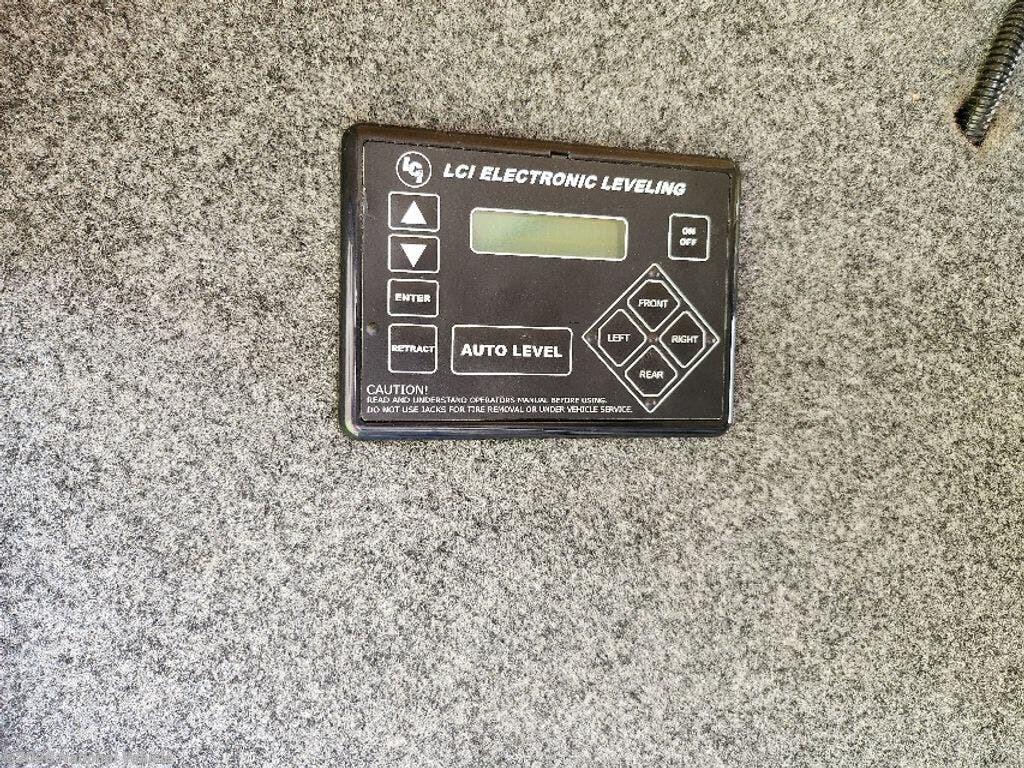 LCI LCI ELECTRONIC LEVELING
ON
OFF
ENTER
FRONT
LEFT RIGHT
RETRACT AUTO LEVEL
REAR
CAUTION!
READ AND UNDERSTAND OPERATORS MANUAL BEFORE USING.
DO NOT USE JACKS FOR TIRE REMOVAL OR UNDER VEHICLE SERVICE.